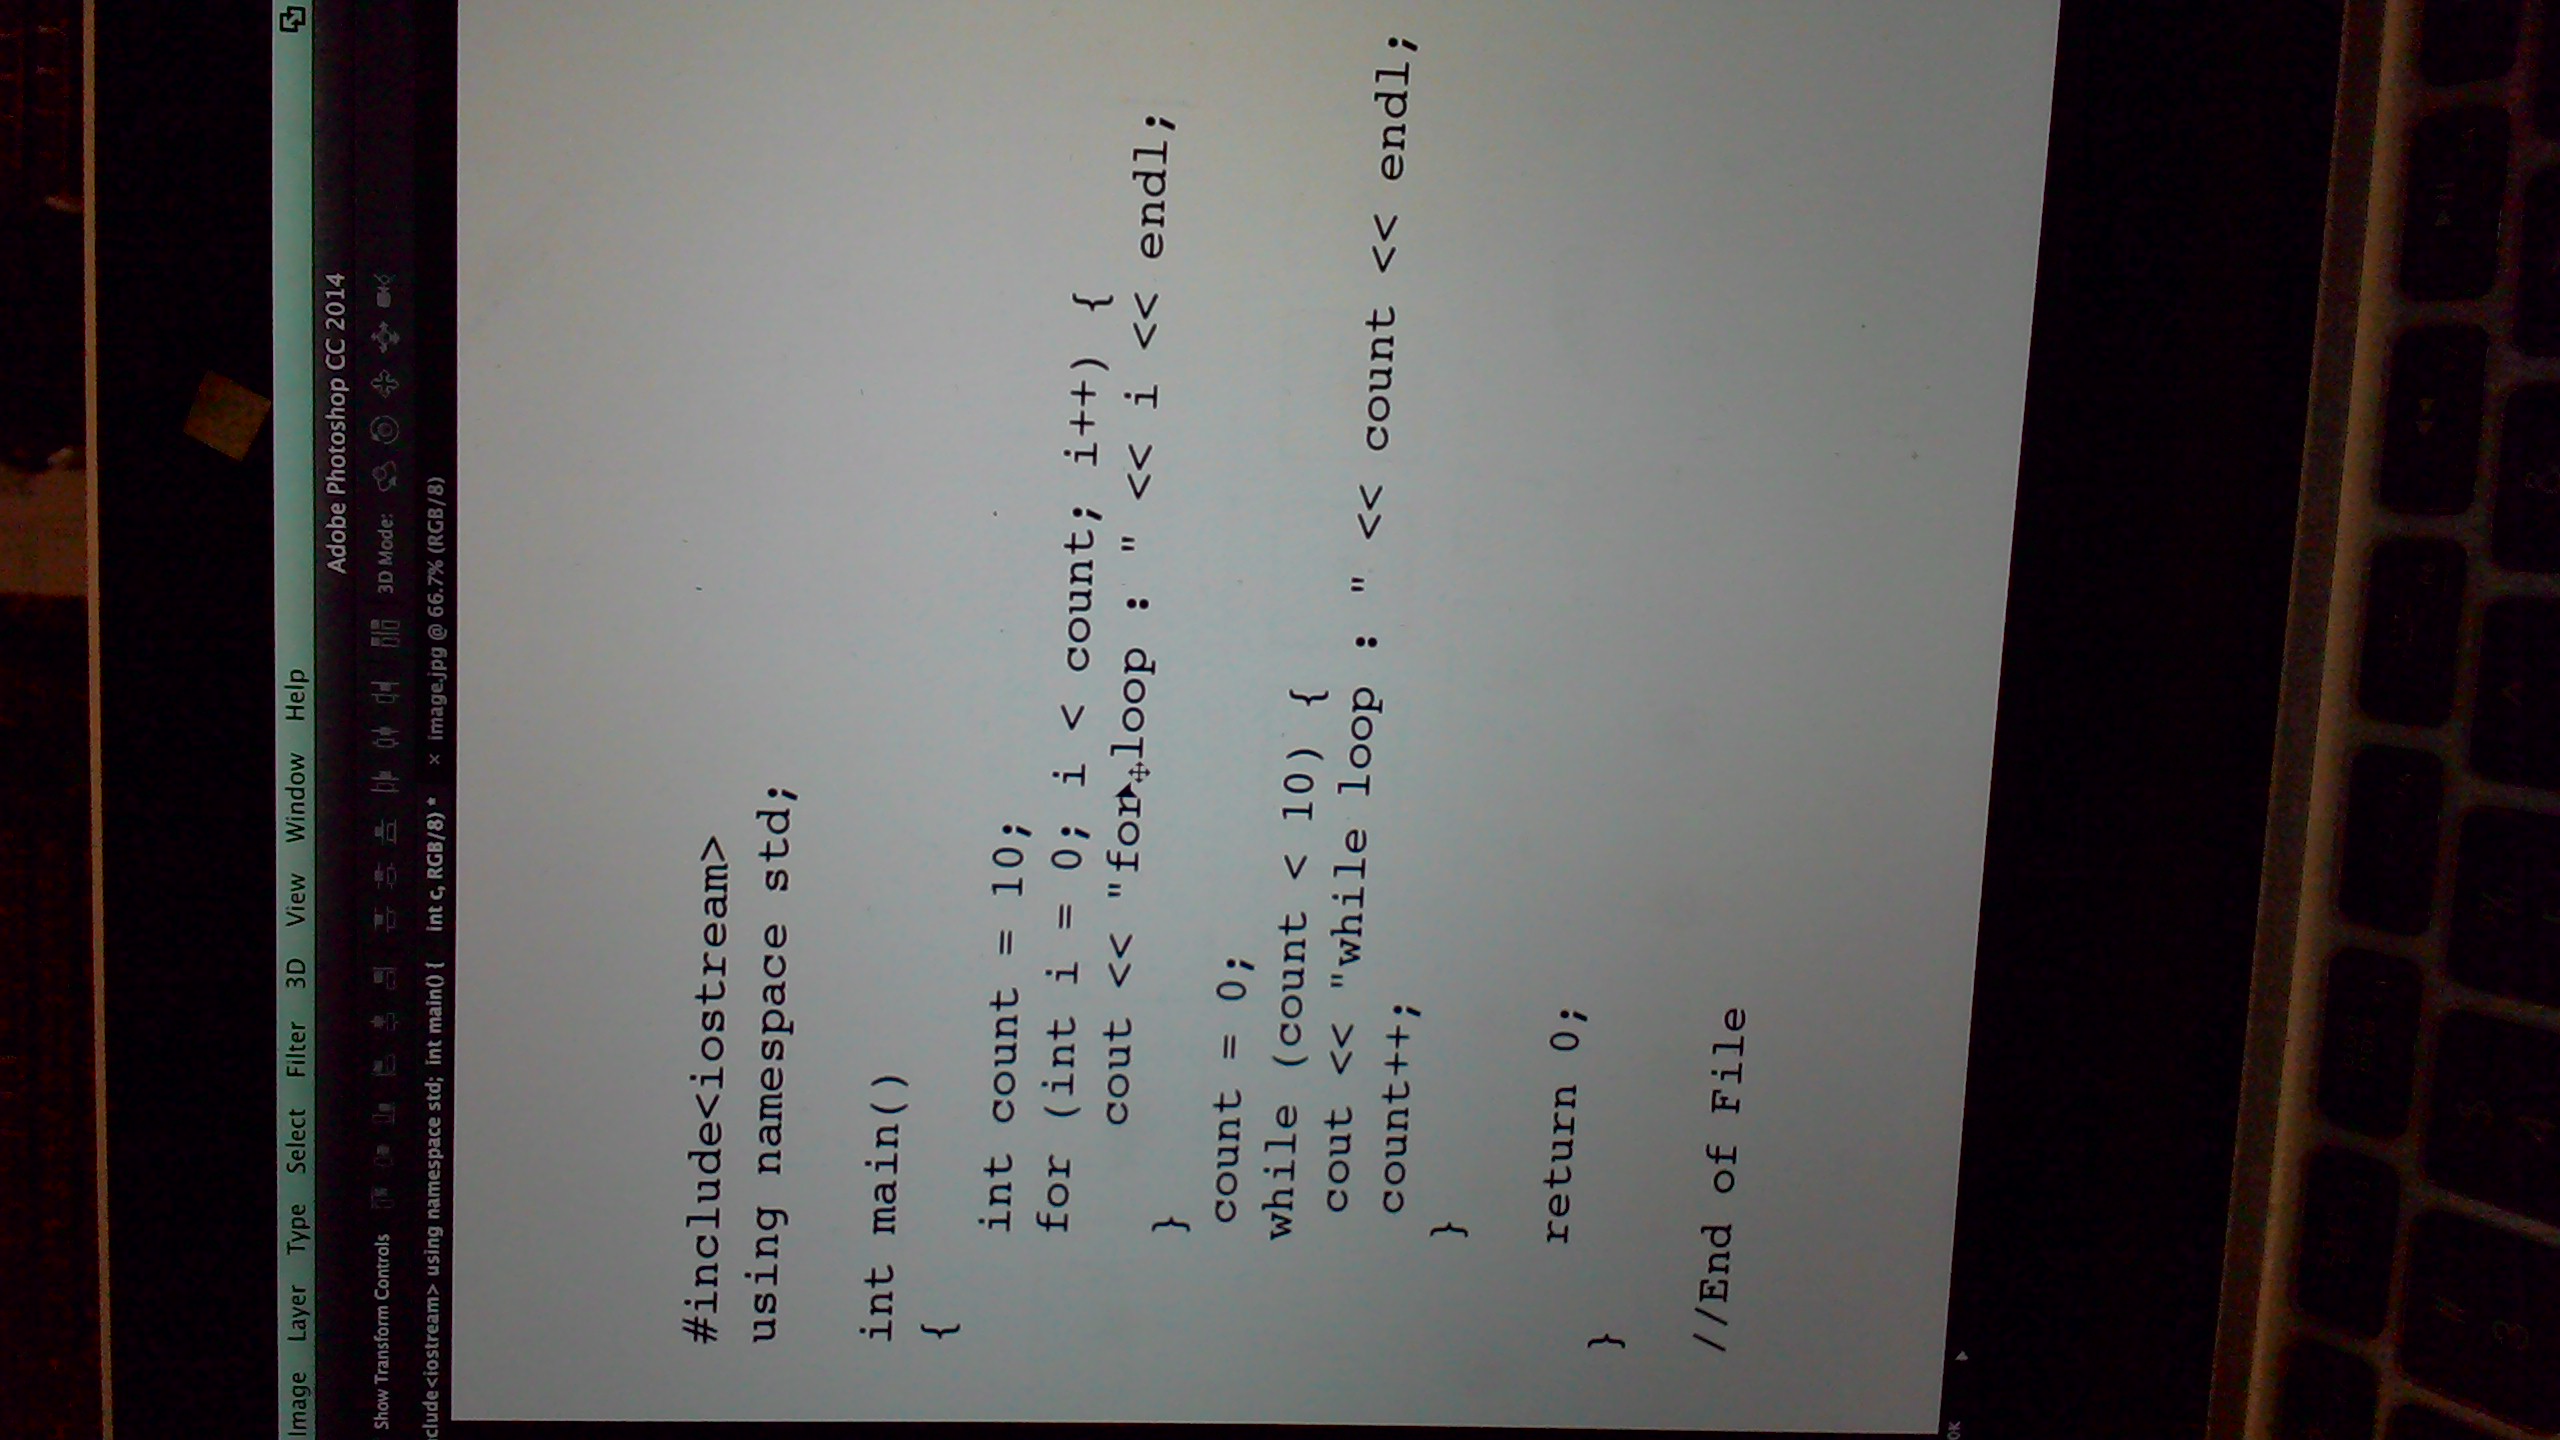 Image Layer Type Select Filter 3D View Window Help
Adobe Photoshop CC 2014
Show Transform Controls 3D Mode:
clude<iostream> using namespace std; int main() { int c, RGB/8) * × image.jpg @ 66.7% (RGB/8)
#include<iostream>
using namespace std;
int main()
{
    int count = 10;
    for (int i = 0; i < count; i++) {
        cout << "for loop : " << i << endl;
    }
    count = 0;
    while (count < 10) {
     cout << "while loop : " << count << endl;
     count++;
    }
    return 0;
}
//End of File
0K
3 4